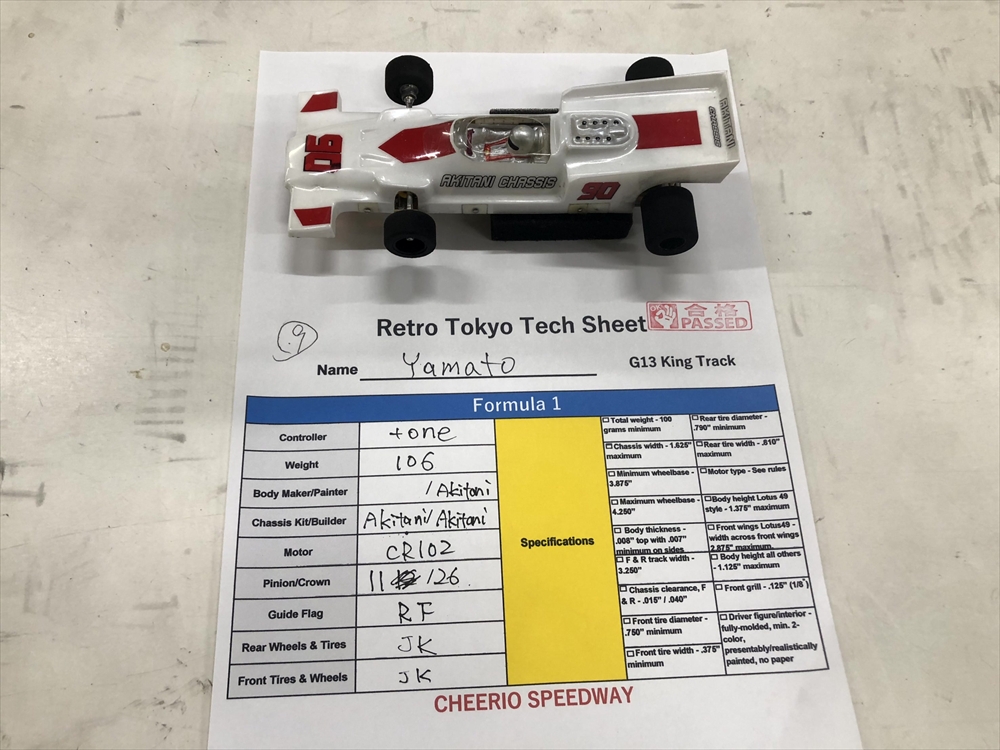 90
AKITANI CHASSIS
90
AKITANI
CHASSIS
.9
Retro Tokyo Tech Sheet
合格
PASSED
Name Yamato
G13 King Track
Formula 1
Controller tone
Weight 106
Body Maker/Painter /Akitani
Chassis Kit/Builder Akitani/Akitani
Motor CR102
Pinion/Crown 11 /26
Guide Flag RF
Rear Wheels & Tires JK
Front Tires & Wheels JK
Specifications
Total weight - 100
grams minimum
Chassis width - 1.625"
maximum
Minimum wheelbase -
3.875"
Maximum wheelbase -
4.250"
Body thickness -
.008" top with .007"
minimum on sides
F & R track width -
3.250"
Chassis clearance, F
& R - .015" / .040"
Front tire diameter -
.750" minimum
Front tire width - .375"
minimum
Rear tire diameter -
.790" minimum
Rear tire width - .810"
maximum
Motor type - See rules
Body height Lotus 49
style - 1.375" maximum
Front wings Lotus49 -
width across front wings
2.875" maximum
Body height all others
- 1.125" maximum
Front grill - .125" (1/8")
Driver figure/interior -
fully-molded, min. 2-
color,
presentably/realistically
painted, no paper
CHEERIO SPEEDWAY